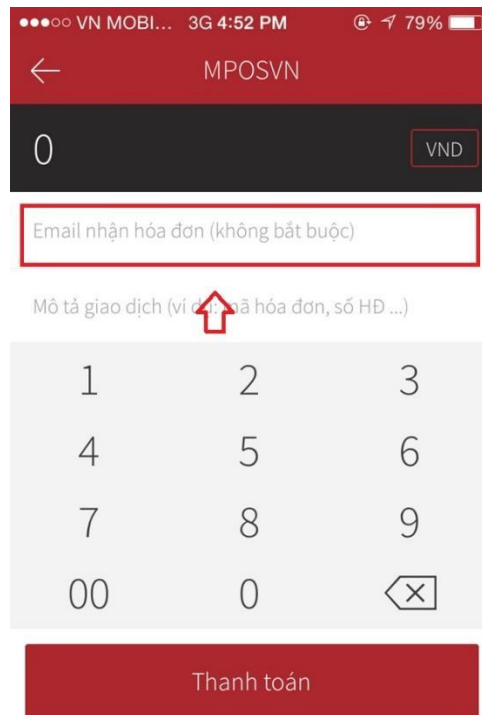 VN MOBI... 3G 4:52 PM 79%
MPOSVN
0 VND
Email nhận hóa đơn (không bắt buộc)
Mô tả giao dịch (ví dụ: mã hóa đơn, số HĐ ...)
1 2 3
4 5 6
7 8 9
00 0
Thanh toán